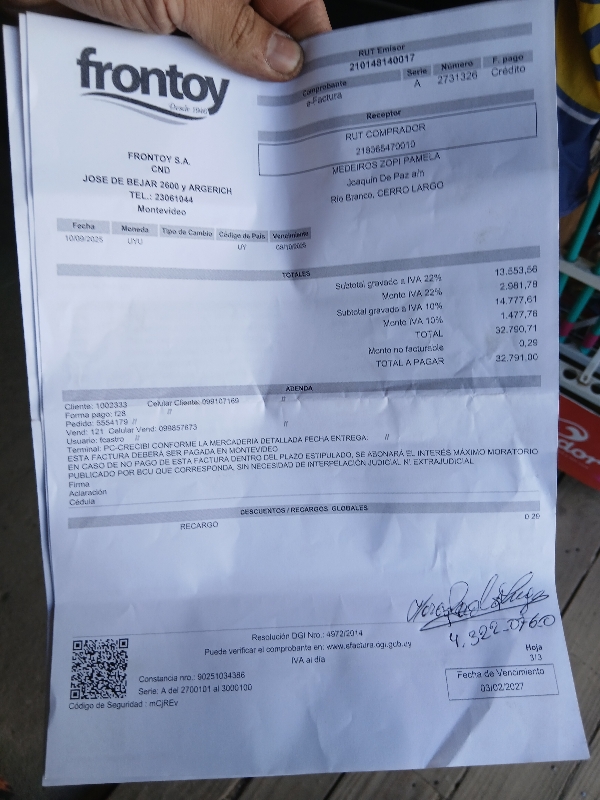 frontoy
Desde 1946
FRONTOY S.A.
CND
JOSE DE BEJAR 2600 y ARGERICH
TEL.: 23061044
Montevideo
RUT Emisor
210148140017
Comprobante Serie Número F. pago
e-Factura A 2731326 Crédito
Receptor
RUT COMPRADOR
218365470010
MEDEIROS ZOPI PAMELA
Joaquin De Paz a/n
Rio Branco, CERRO LARGO
Fecha Moneda Tipo de Cambio Código de País Vencimiento
10/09/2025 UYU UY
TOTALES
Subtotal gravado a IVA 22% 13.553,56
Monto IVA 22% 2.981,78
Subtotal gravado a IVA 10% 14.777,61
Monto IVA 10% 1.477,76
TOTAL 32.790,71
Monto no facturable 0,29
TOTAL A PAGAR 32.791,00
ADENDA
Cliente: 1002333 Celular Cliente: 099107169 //
Forma pago: f28 //
Pedido: 5554179 // //
Vend: 121 Celular Vend: 099857873
Usuario: fcastro //
Terminal: PC-CRECIBI CONFORME LA MERCADERIA DETALLADA FECHA ENTREGA. //
ESTA FACTURA DEBERÁ SER PAGADA EN MONTEVIDEO
EN CASO DE NO PAGO DE ESTA FACTURA DENTRO DEL PLAZO ESTIPULADO, SE ABONARÁ EL INTERÉS MÁXIMO MORATORIO
PUBLICADO POR BCU QUE CORRESPONDA, SIN NECESIDAD DE INTERPELACIÓN JUDICIAL N' EXTRAJUDICIAL
Firma
Aclaración
Cédula
DESCUENTOS / RECARGOS GLOBALES
RECARGO 0.29
4.322.076.0
Resolución DGI Nro.: 4972/2014
Puede verificar el comprobante en: www.efactura.dgi.gub.uy
IVA al día
Hoja
3/3
Constancia nro.: 90251034386
Serie: A del 2700101 al 3000100
Código de Seguridad : mCjREv
Fecha de Vencimiento
03/02/2027